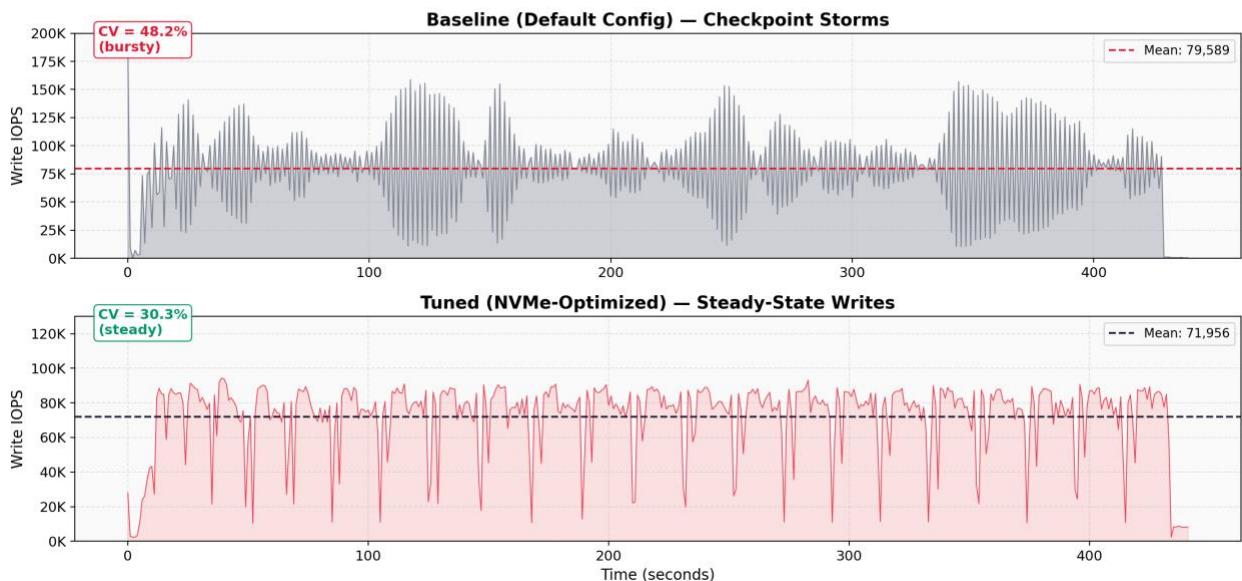 Baseline (Default Config) — Checkpoint Storms
CV = 48.2%
(bursty)
Mean: 79,589
Write IOPS
200K
175K
150K
125K
100K
75K
50K
25K
0K
0
100
200
300
400
Tuned (NVMe-Optimized) — Steady-State Writes
CV = 30.3%
(steady)
Mean: 71,956
Write IOPS
120K
100K
80K
60K
40K
20K
0K
0
100
200
300
400
Time (seconds)